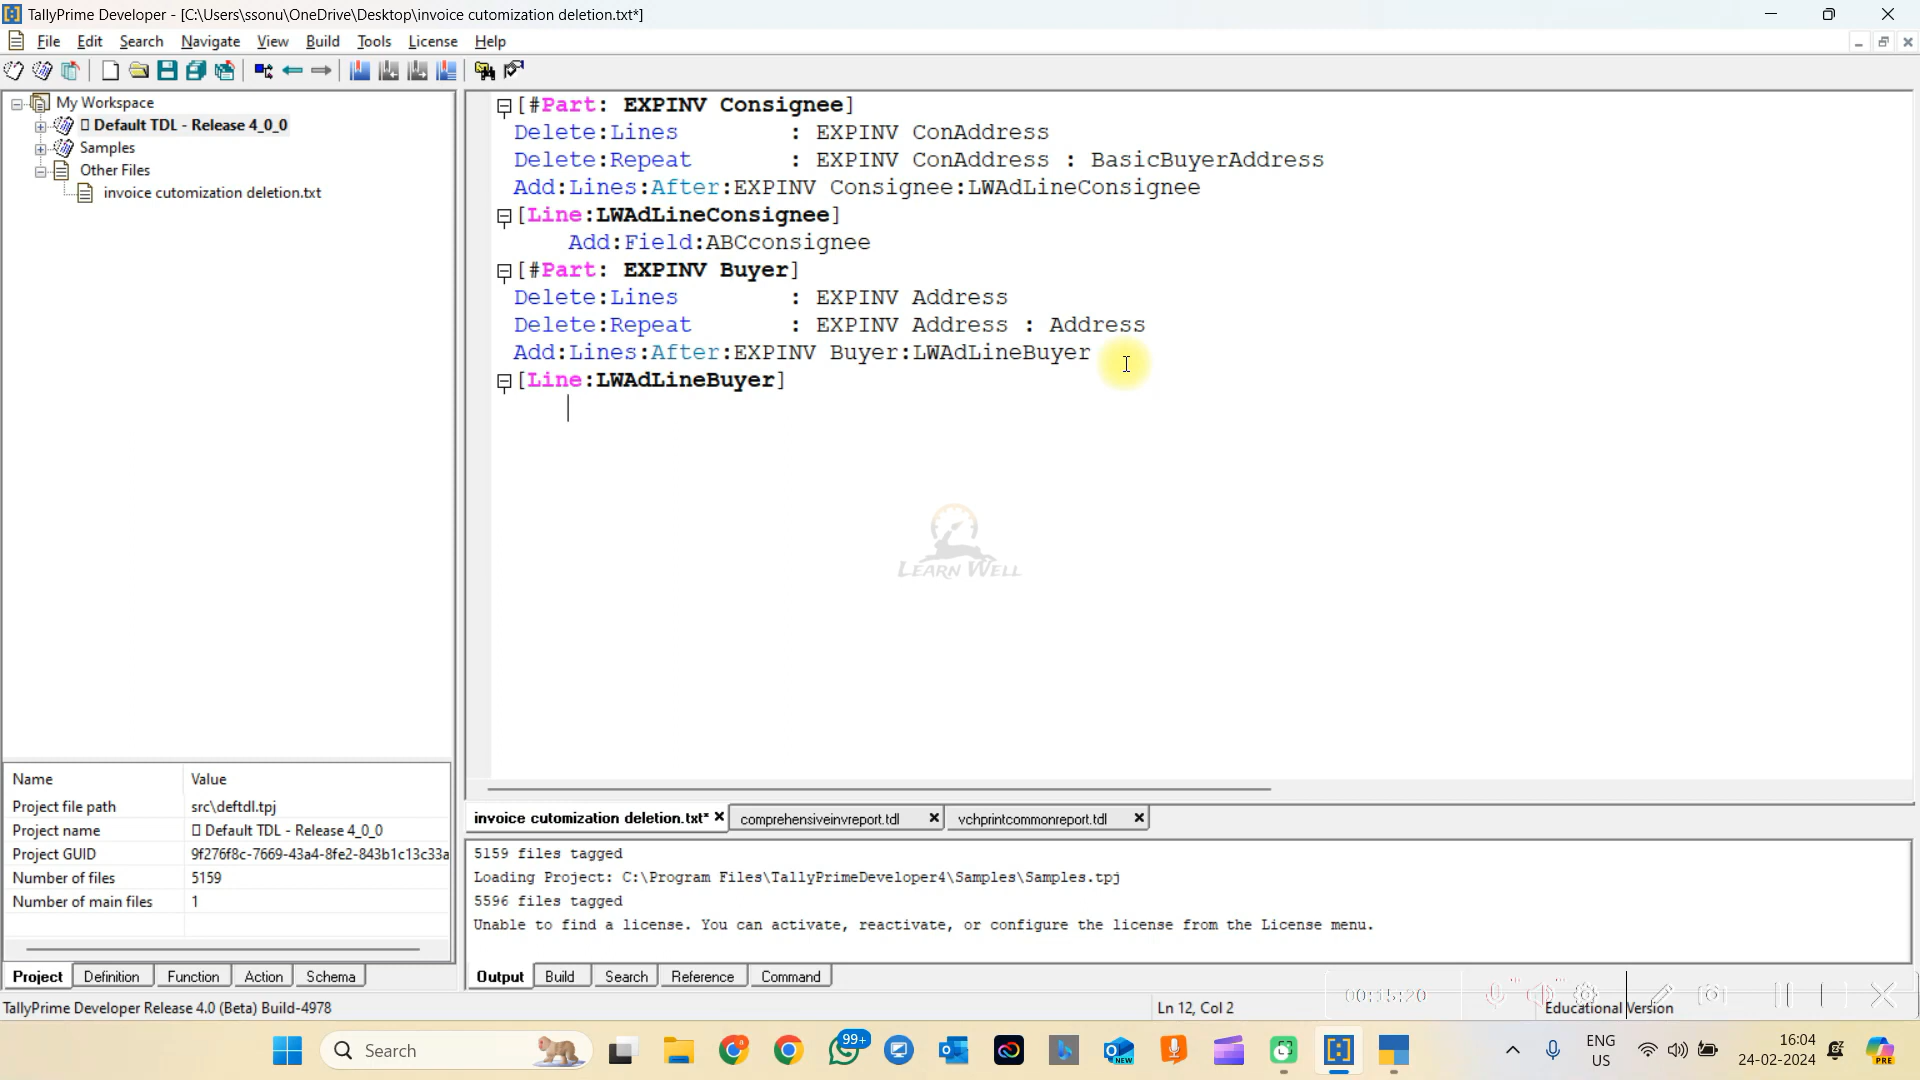 TallyPrime Developer - [C:\Users\ssonu\OneDrive\Desktop\invoice cutomization deletion.txt*]
File Edit Search Navigate View Build Tools License Help
My Workspace
Default TDL - Release 4_0_0
Samples
Other Files
invoice cutomization deletion.txt
[#Part: EXPINV Consignee]
Delete:Lines : EXPINV ConAddress
Delete:Repeat : EXPINV ConAddress : BasicBuyerAddress
Add:Lines:After:EXPINV Consignee:LWAdLineConsignee
[Line:LWAdLineConsignee]
Add:Field:ABCconsignee
[#Part: EXPINV Buyer]
Delete:Lines : EXPINV Address
Delete:Repeat : EXPINV Address : Address
Add:Lines:After:EXPINV Buyer:LWAdLineBuyer
[Line:LWAdLineBuyer]
LEARN WELL
Name Value
Project file path src\deftdl.tpj
Project name Default TDL - Release 4_0_0
Project GUID 9f276f8c-7669-43a4-8fe2-843b1c13c33a
Number of files 5159
Number of main files 1
Project Definition Function Action Schema
invoice cutomization deletion.txt* comprehensiveinvreport.tdl vchprintcommonreport.tdl
5159 files tagged
Loading Project: C:\Program Files\TallyPrimeDeveloper4\Samples\Samples.tpj
5596 files tagged
Unable to find a license. You can activate, reactivate, or configure the license from the License menu.
Output Build Search Reference Command
00:15:20
TallyPrime Developer Release 4.0 (Beta) Build-4978 Ln 12, Col 2 Educational Version
Search
99+
NEW
ENG
US
16:04
24-02-2024
PRE